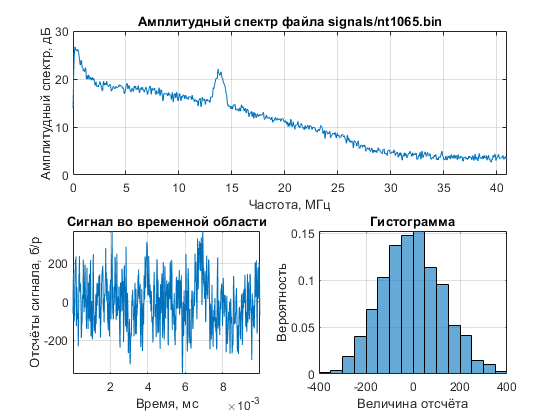 Амплитудный спектр файла signals/nt1065.bin
Амплитудный спектр, дБ
30
20
10
0
0 5 10 15 20 25 30 35 40
Частота, МГц
Сигнал во временной области
Отсчёты сигнала, б/р
200
0
-200
2 4 6 8
Время, мс
×10⁻³
Гистограмма
Вероятность
0.15
0.1
0.05
0
-400 -200 0 200 400
Величина отсчёта